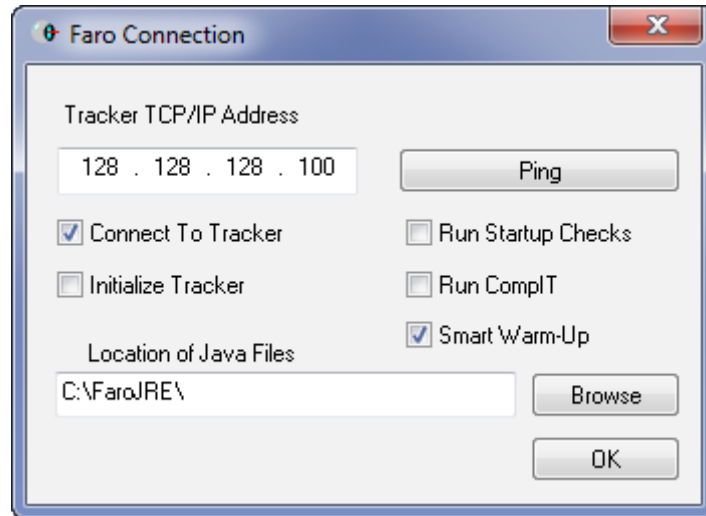 Faro Connection
Tracker TCP/IP Address
128 . 128 . 128 . 100
Ping
Connect To Tracker
Run Startup Checks
Initialize Tracker
Run CompIT
Smart Warm-Up
Location of Java Files
C:\FaroJRE\
Browse
OK